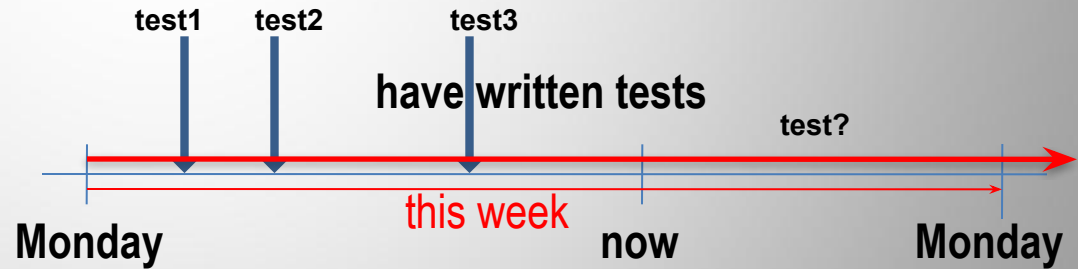 test1 test2 test3
have written tests
test?
this week
Monday now Monday